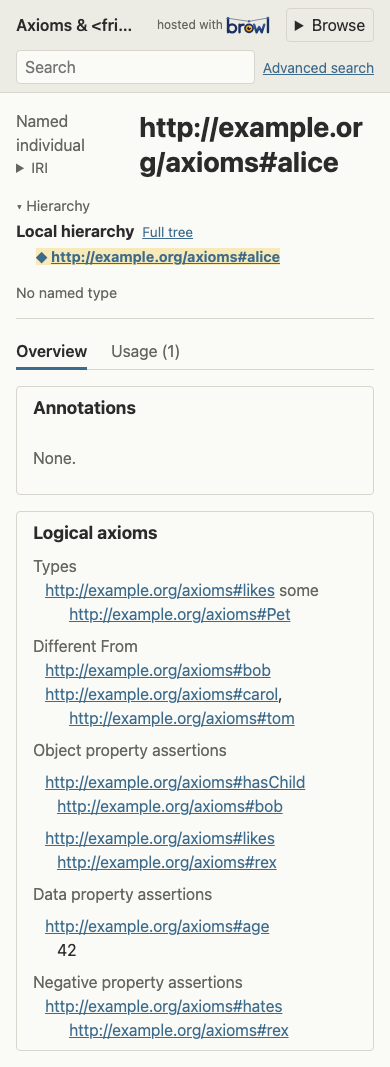 Axioms & <fri...
hosted with browl
Browse
Search
Advanced search
Named individual
IRI
http://example.or
g/axioms#alice
Hierarchy
Local hierarchy Full tree
http://example.org/axioms#alice
No named type
Overview Usage (1)
Annotations
None.
Logical axioms
Types
http://example.org/axioms#likes some
http://example.org/axioms#Pet
Different From
http://example.org/axioms#bob
http://example.org/axioms#carol,
http://example.org/axioms#tom
Object property assertions
http://example.org/axioms#hasChild
http://example.org/axioms#bob
http://example.org/axioms#likes
http://example.org/axioms#rex
Data property assertions
http://example.org/axioms#age
42
Negative property assertions
http://example.org/axioms#hates
http://example.org/axioms#rex